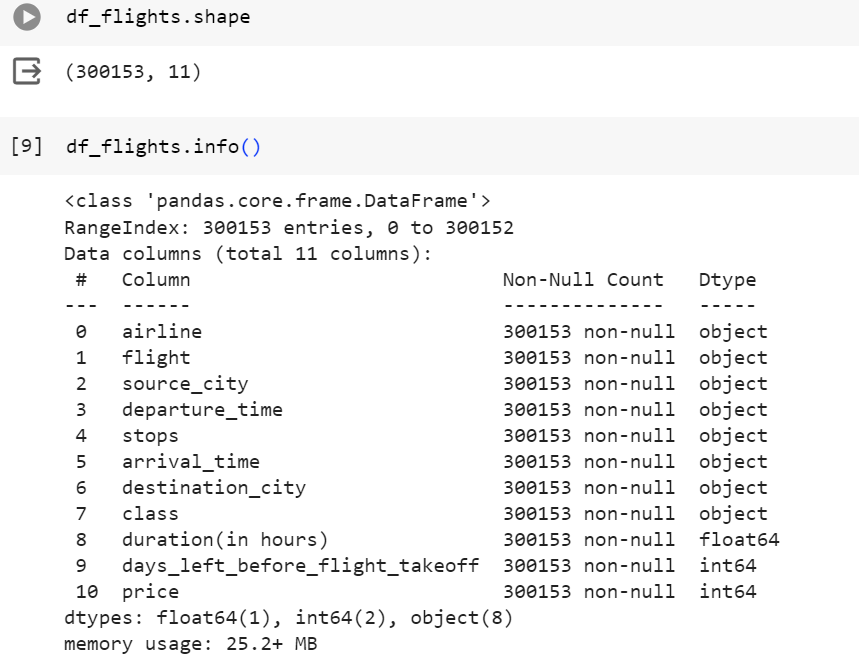 df_flights.shape
(300153, 11)
[9] df_flights.info()
<class 'pandas.core.frame.DataFrame'>
RangeIndex: 300153 entries, 0 to 300152
Data columns (total 11 columns):
 #   Column                             Non-Null Count   Dtype
---  ------                             --------------   -----
 0   airline                            300153 non-null  object
 1   flight                             300153 non-null  object
 2   source_city                        300153 non-null  object
 3   departure_time                     300153 non-null  object
 4   stops                              300153 non-null  object
 5   arrival_time                       300153 non-null  object
 6   destination_city                   300153 non-null  object
 7   class                              300153 non-null  object
 8   duration(in hours)                 300153 non-null  float64
 9   days_left_before_flight_takeoff  300153 non-null  int64
 10  price                              300153 non-null  int64
dtypes: float64(1), int64(2), object(8)
memory usage: 25.2+ MB